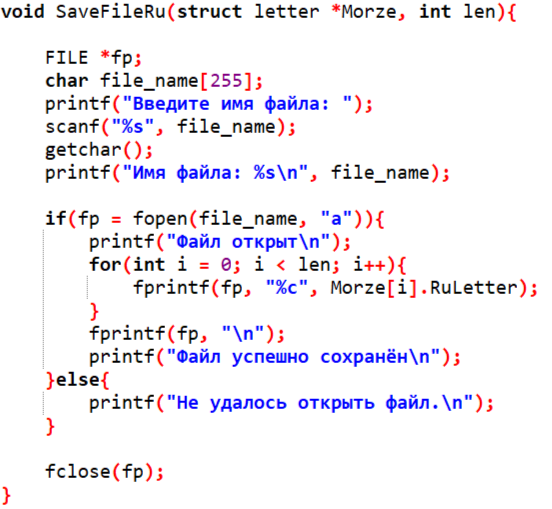 void SaveFileRu(struct letter *Morze, int len){
FILE *fp;
char file_name[255];
printf("Введите имя файла: ");
scanf("%s", file_name);
getchar();
printf("Имя файла: %s\n", file_name);
if(fp = fopen(file_name, "a")){
printf("Файл открыт\n");
for(int i = 0; i < len; i++){
fprintf(fp, "%c", Morze[i].RuLetter);
}
fprintf(fp, "\n");
printf("Файл успешно сохранён\n");
}else{
printf("Не удалось открыть файл.\n");
}
fclose(fp);
}